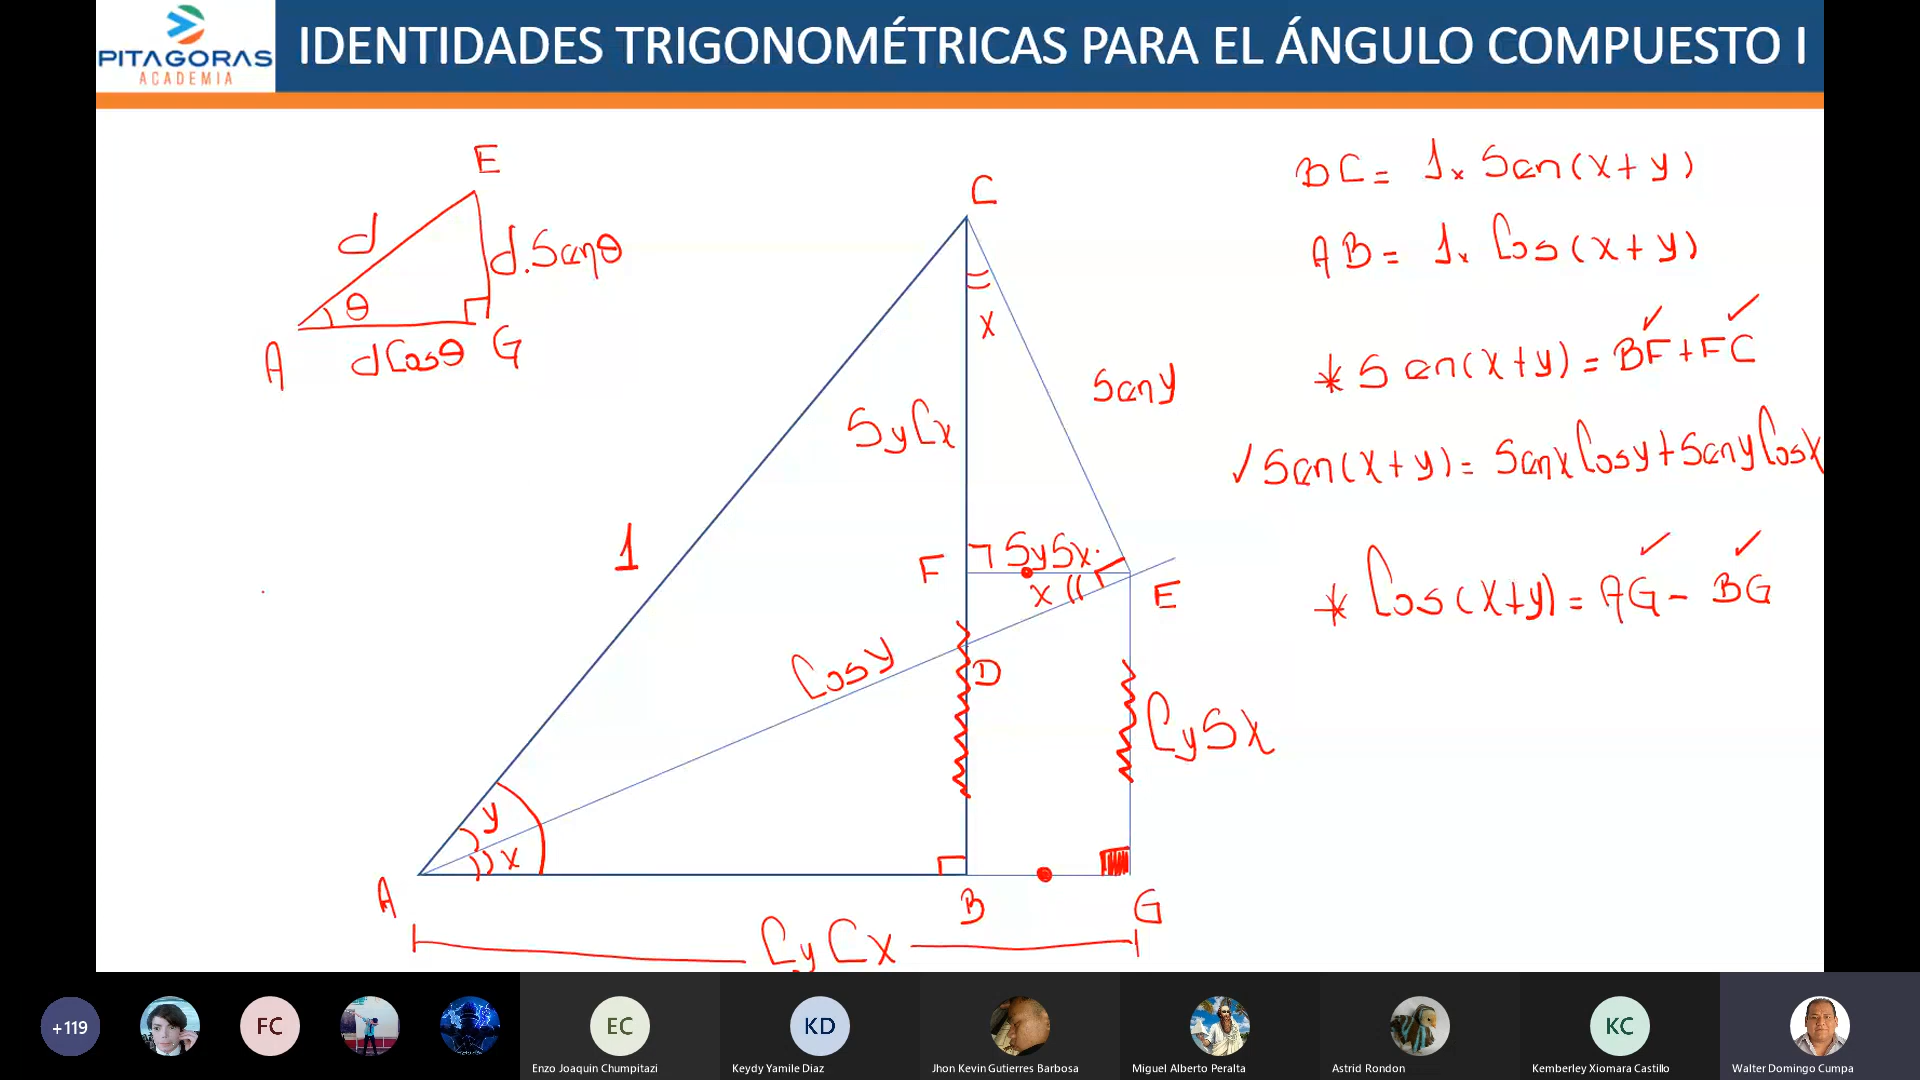 PITAGORAS
ACADEMIA
IDENTIDADES TRIGONOMÉTRICAS PARA EL ÁNGULO COMPUESTO I
E
d
d.Senθ
θ
A
dCosθ
G
C
x
Seny
SyCx
1
F
SySx
x
E
Cosy
D
CySx
y
x
A
B
G
CyCx
BC = 1 x Sen(x+y)
AB = 1 x Cos(x+y)
* Sen(x+y) = BF + FC
✓ Sen(x+y) = SenxCosy + SenyCosx
* Cos(x+y) = AG - BG
+119
FC
EC
KD
KC
Enzo Joaquin Chumpitazi
Keydy Yamile Diaz
Jhon Kevin Gutierres Barbosa
Miguel Alberto Peralta
Astrid Rondon
Kemberley Xiomara Castillo
Walter Domingo Cumpa